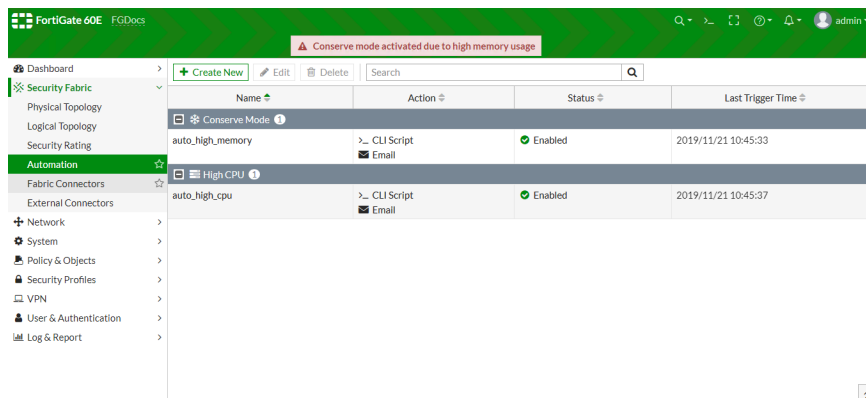 FortiGate 60E FGDocs
admin
Conserve mode activated due to high memory usage
Dashboard
Security Fabric
Physical Topology
Logical Topology
Security Rating
Automation
Fabric Connectors
External Connectors
Network
System
Policy & Objects
Security Profiles
VPN
User & Authentication
Log & Report
+ Create New Edit Delete Search
Name Action Status Last Trigger Time
Conserve Mode 1
auto_high_memory >_ CLI Script Enabled 2019/11/21 10:45:33
Email
High CPU 1
auto_high_cpu >_ CLI Script Enabled 2019/11/21 10:45:37
Email